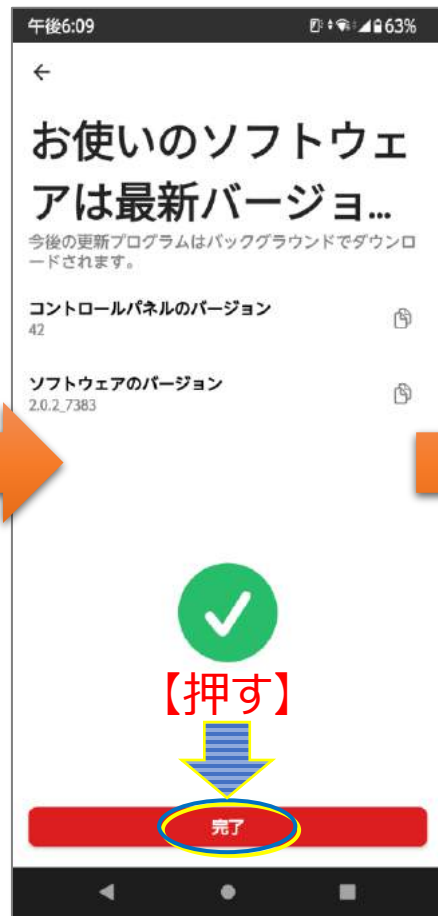 午後6:09 63%
お使いのソフトウェ
アは最新バージョ...
今後の更新プログラムはバックグラウンドでダウンロ
ードされます。
コントロールパネルのバージョン
42
ソフトウェアのバージョン
2.0.2_7383
【押す】
完了